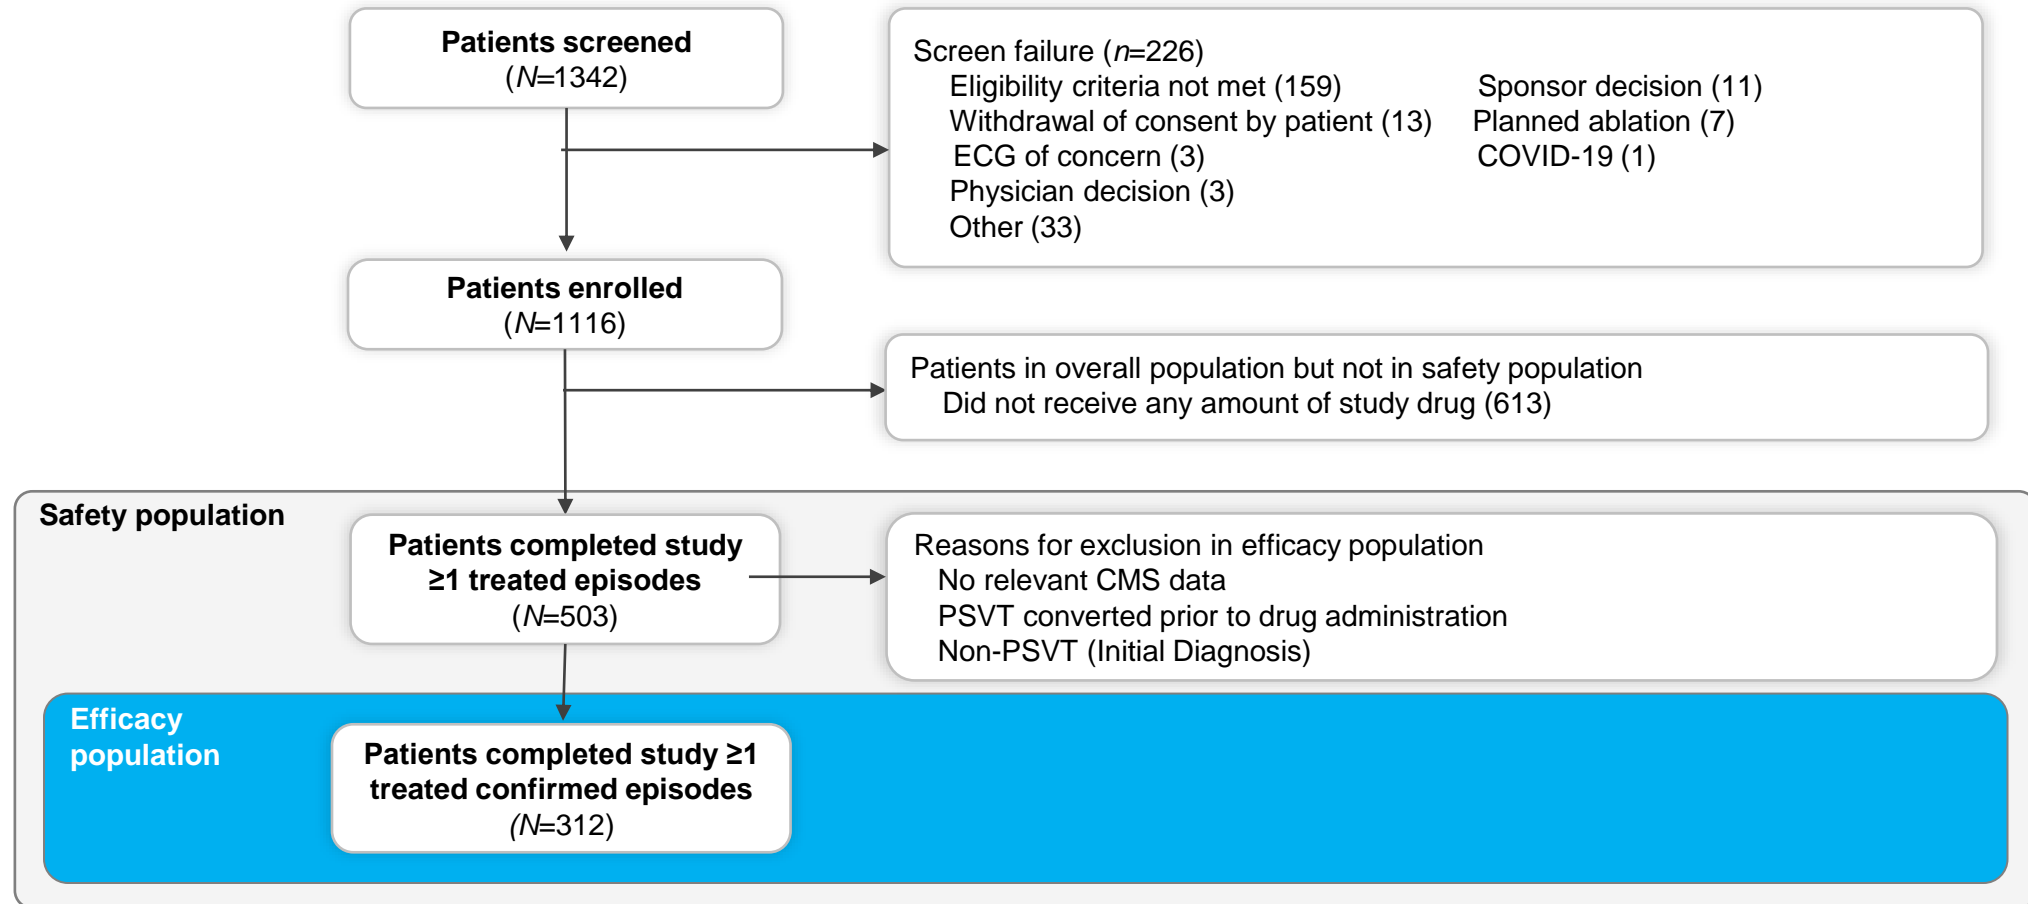 Patients screened
(N=1342)
Screen failure (n=226)
Eligibility criteria not met (159)
Sponsor decision (11)
Withdrawal of consent by patient (13)
Planned ablation (7)
ECG of concern (3)
COVID-19 (1)
Physician decision (3)
Other (33)
Patients enrolled
(N=1116)
Patients in overall population but not in safety population
Did not receive any amount of study drug (613)
Safety population
Patients completed study
≥1 treated episodes
(N=503)
Reasons for exclusion in efficacy population
No relevant CMS data
PSVT converted prior to drug administration
Non-PSVT (Initial Diagnosis)
Efficacy
population
Patients completed study ≥1
treated confirmed episodes
(N=312)